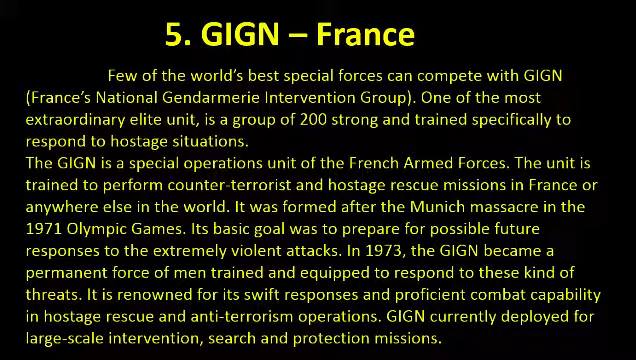 5. GIGN – France
Few of the world's best special forces can compete with GIGN
(France's National Gendarmerie Intervention Group). One of the most
extraordinary elite unit, is a group of 200 strong and trained specifically to
respond to hostage situations.
The GIGN is a special operations unit of the French Armed Forces. The unit is
trained to perform counter-terrorist and hostage rescue missions in France or
anywhere else in the world. It was formed after the Munich massacre in the
1971 Olympic Games. Its basic goal was to prepare for possible future
responses to the extremely violent attacks. In 1973, the GIGN became a
permanent force of men trained and equipped to respond to these kind of
threats. It is renowned for its swift responses and proficient combat capability
in hostage rescue and anti-terrorism operations. GIGN currently deployed for
large-scale intervention, search and protection missions.